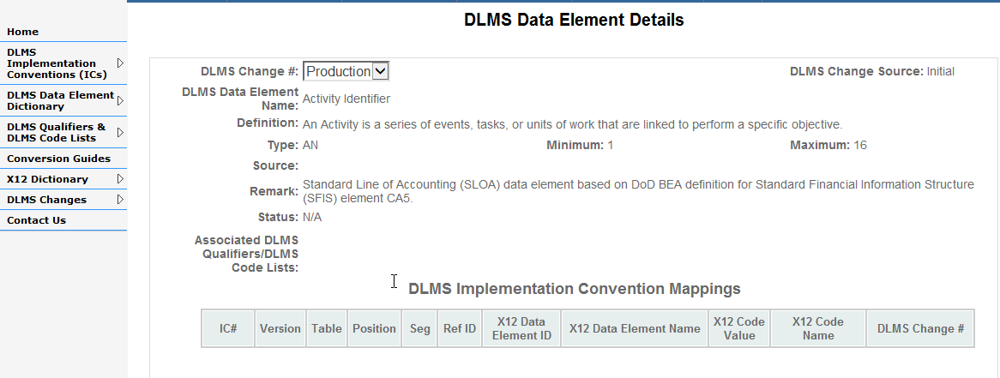 Home
DLMS
Implementation
Conventions (ICs)
DLMS Data Element
Dictionary
DLMS Qualifiers &
DLMS Code Lists
Conversion Guides
X12 Dictionary
DLMS Changes
Contact Us
DLMS Data Element Details
DLMS Change #: Production DLMS Change Source: Initial
DLMS Data Element
Name: Activity Identifier
Definition: An Activity is a series of events, tasks, or units of work that are linked to perform a specific objective.
Type: AN Minimum: 1 Maximum: 16
Source:
Remark: Standard Line of Accounting (SLOA) data element based on DoD BEA definition for Standard Financial Information Structure
(SFIS) element CA5.
Status: N/A
Associated DLMS
Qualifiers/DLMS
Code Lists:
DLMS Implementation Convention Mappings
IC# Version Table Position Seg Ref ID X12 Data Element ID X12 Data Element Name X12 Code Value X12 Code Name DLMS Change #